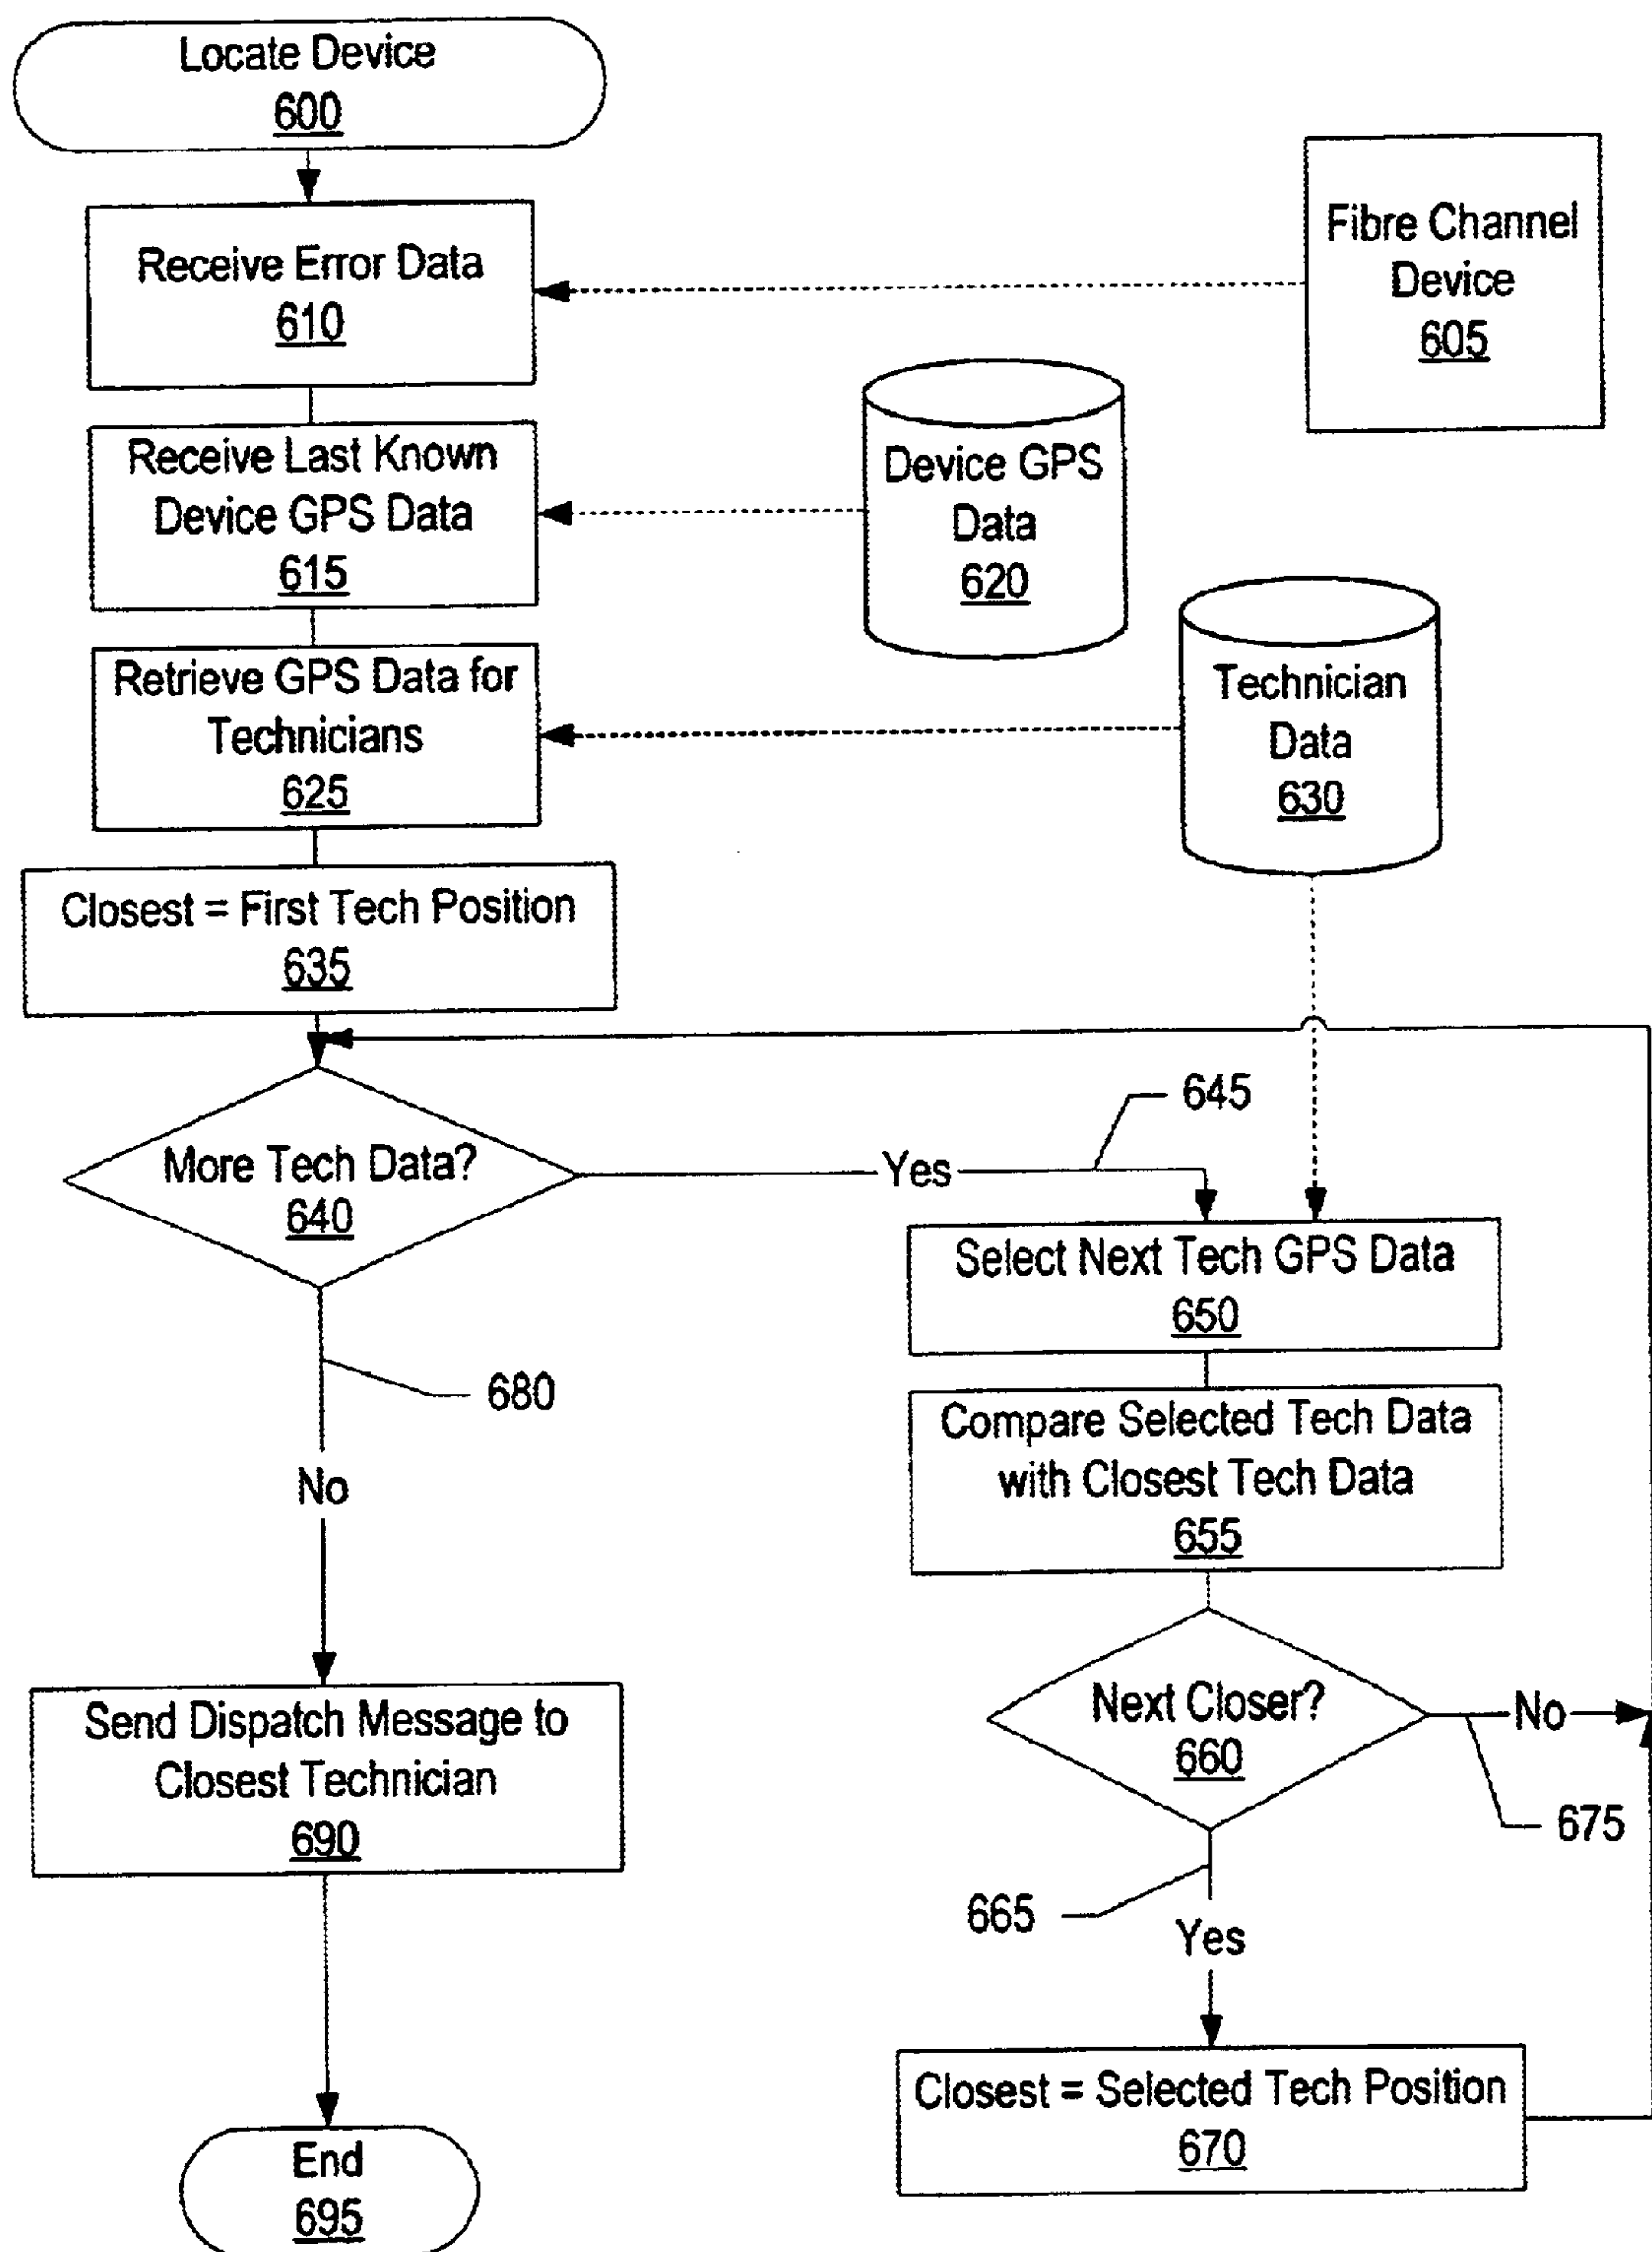 Locate Device
600
Fibre Channel
Device
605
Receive Error Data
610
Receive Last Known
Device GPS Data
615
Device GPS
Data
620
Retrieve GPS Data for
Technicians
625
Technician
Data
630
Closest = First Tech Position
635
More Tech Data?
640
Yes
645
Select Next Tech GPS Data
650
680
Compare Selected Tech Data
with Closest Tech Data
655
No
Next Closer?
660
No
675
Send Dispatch Message to
Closest Technician
690
665
Yes
Closest = Selected Tech Position
670
End
695